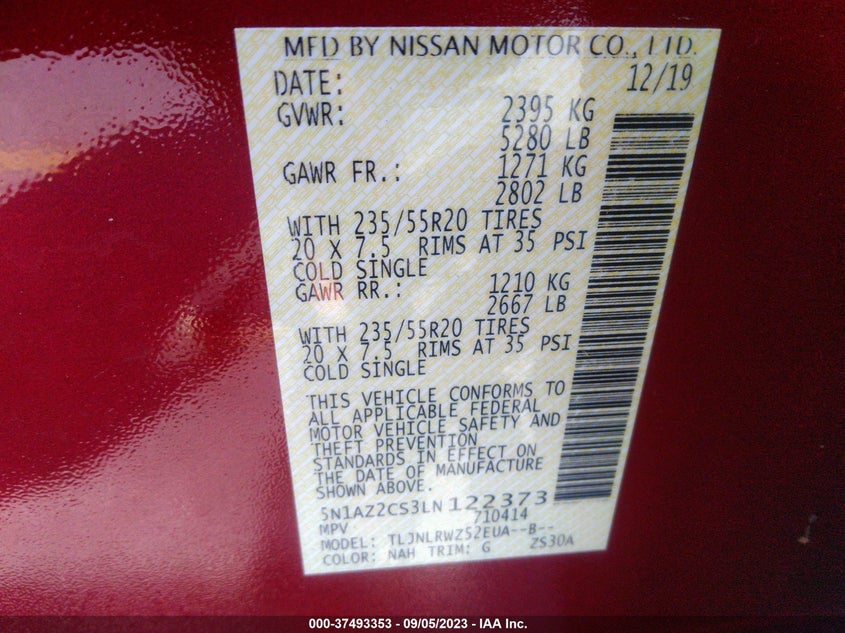 MFD BY NISSAN MOTOR CO., LTD.
DATE: 12/19
GVWR: 2395 KG
5280 LB
GAWR FR.: 1271 KG
2802 LB
WITH 235/55R20 TIRES
20 X 7.5 RIMS AT 35 PSI
COLD SINGLE
GAWR RR.: 1210 KG
2667 LB
WITH 235/55R20 TIRES
20 X 7.5 RIMS AT 35 PSI
COLD SINGLE
THIS VEHICLE CONFORMS TO
ALL APPLICABLE FEDERAL
MOTOR VEHICLE SAFETY AND
THEFT PREVENTION
STANDARDS IN EFFECT ON
THE DATE OF MANUFACTURE
SHOWN ABOVE.
5N1AZ2CS3LN122373
MPV 710414
MODEL: TLJNLRWZ52EUA--B--
COLOR: NAH TRIM: G ZS30A
000-37493353 - 09/05/2023 - IAA Inc.